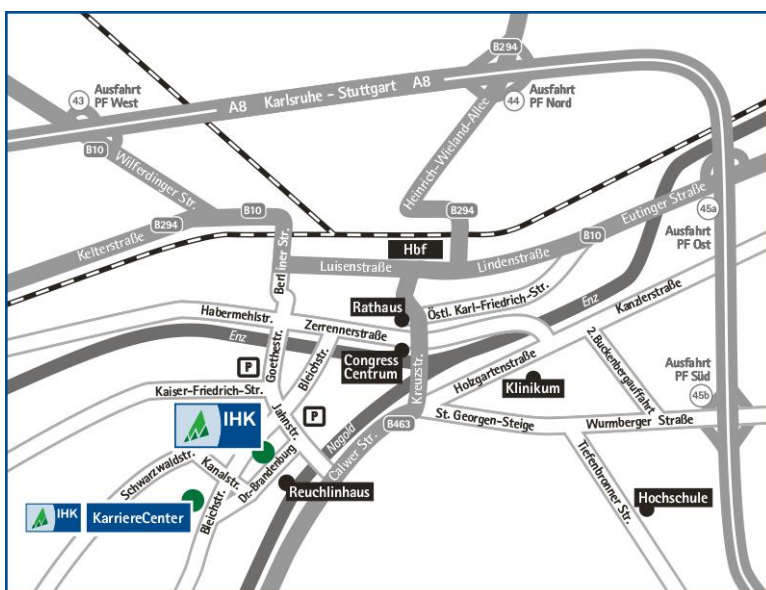 B294
Ausfahrt
PF West
43
A8 Karlsruhe – Stuttgart A8
44
Ausfahrt
PF Nord
B10
Wilferdinger Str.
Heinrich-Wieland-Allee
B294
B10
B294
Kelterstraße
Berliner Str.
Hbf
Luisenstraße
Lindenstraße
B10
Eutinger Straße
45a
Ausfahrt
PF Ost
Habermehlstr.
Zerrennerstraße
Rathaus
Östl. Karl-Friedrich-Str.
Enz
Kanzlerstraße
Enz
Goethestr.
Bleichstr.
Congress
Centrum
Kreuzstr.
Holzgartenstraße
Klinikum
2.Buckenbergauffahrt
Ausfahrt
PF Süd
45b
P
Kaiser-Friedrich-Str.
Jahnstr.
P
Nagold
B463
Calwer Str.
St. Georgen-Steige
Wurmberger Straße
IHK
Schwarzwaldstr.
Kanalstr.
Dr.-Brandenburg
Reuchlinhaus
Tiefenbronner Str.
Hochschule
IHK KarriereCenter
Bleichstr.